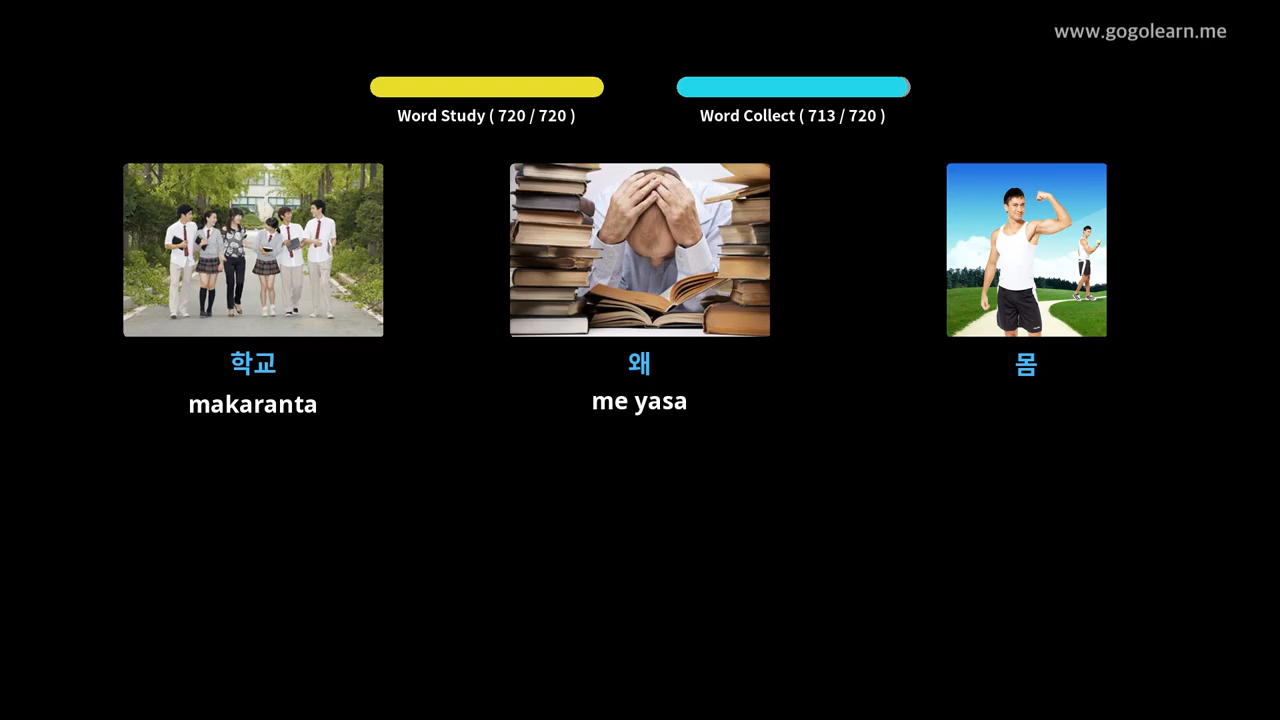 www.gogolearn.me
Word Study ( 720 / 720 )
Word Collect ( 713 / 720 )
학교
왜
몸
makaranta
me yasa